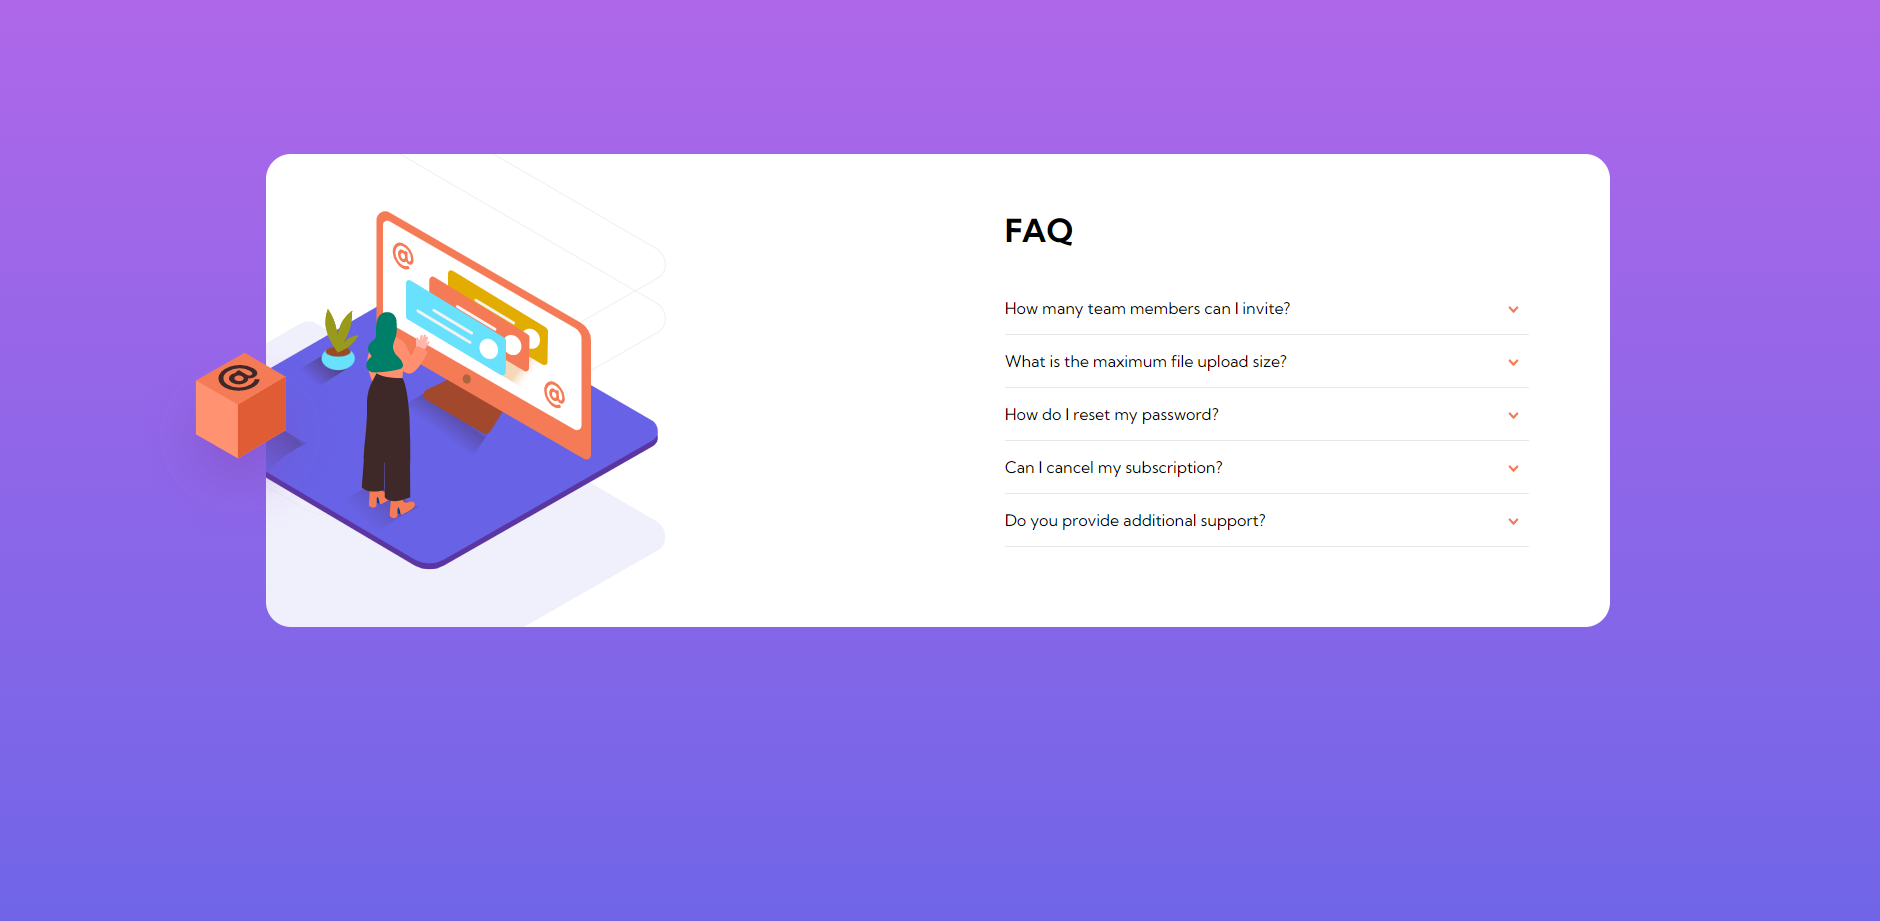 @
@
@
FAQ
How many team members can I invite?
What is the maximum file upload size?
How do I reset my password?
Can I cancel my subscription?
Do you provide additional support?